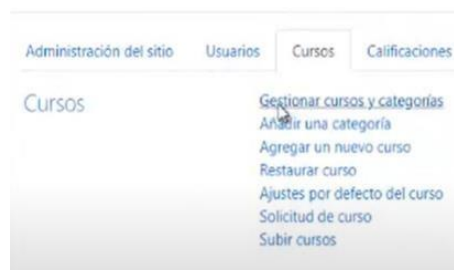 Administración del sitio Usuarios Cursos Calificaciones
Cursos Gestionar cursos y categorías
Añadir una categoría
Agregar un nuevo curso
Restaurar curso
Ajustes por defecto del curso
Solicitud de curso
Subir cursos